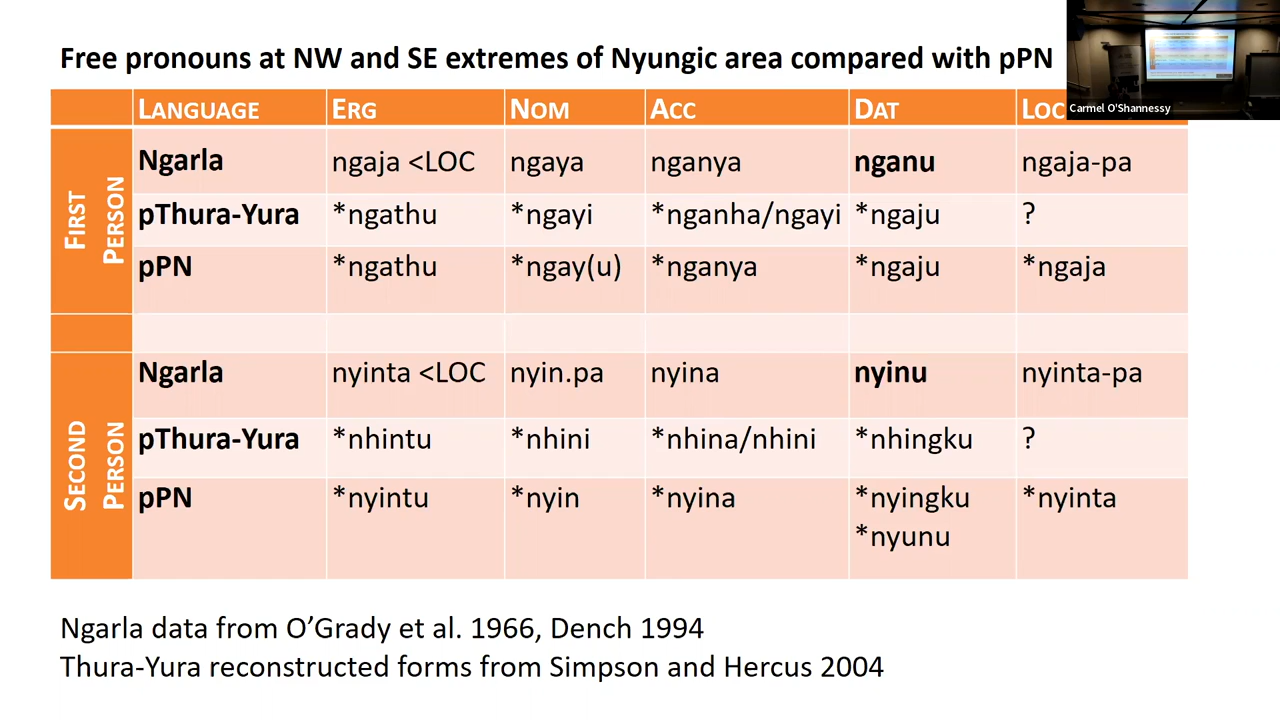 Free pronouns at NW and SE extremes of Nyungic area compared with pPN
Carmel O'Shannessy
LANGUAGE ERG NOM ACC DAT LOC
FIRST PERSON
Ngarla ngaja <LOC ngaya nganya nganu ngaja-pa
pThura-Yura *ngathu *ngayi *nganha/ngayi *ngaju ?
pPN *ngathu *ngay(u) *nganya *ngaju *ngaja
SECOND PERSON
Ngarla nyinta <LOC nyin.pa nyina nyinu nyinta-pa
pThura-Yura *nhintu *nhini *nhina/nhini *nhingku ?
pPN *nyintu *nyin *nyina *nyingku *nyinta
*nyunu
Ngarla data from O’Grady et al. 1966, Dench 1994
Thura-Yura reconstructed forms from Simpson and Hercus 2004